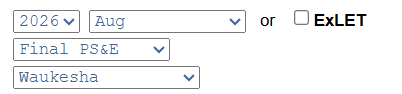 2026 Aug or ExLET
Final PS&E
Waukesha